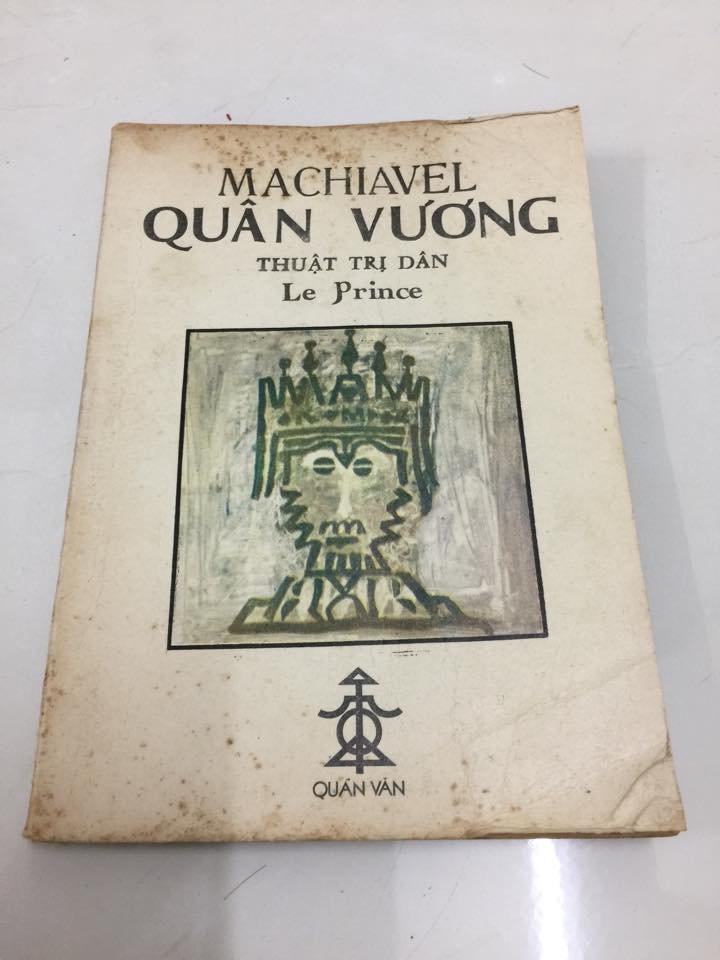 MACHIAVEL
QUÂN VƯƠNG
THUẬT TRỊ DÂN
Le Prince
QUÁN VĂN